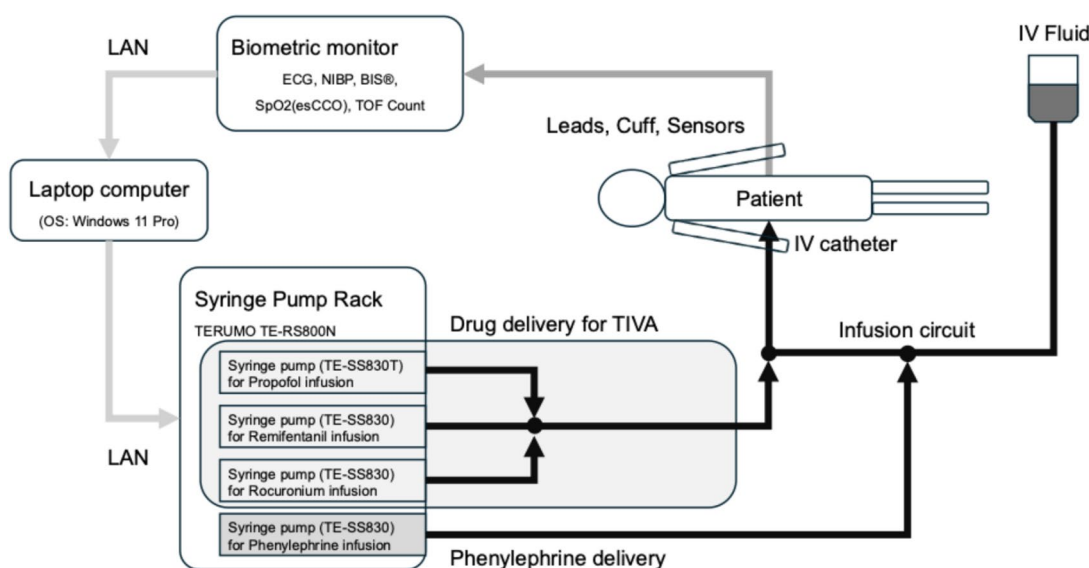 LAN
Biometric monitor
ECG, NIBP, BIS®,
SpO2(esCCO), TOF Count
IV Fluid
Leads, Cuff, Sensors
Laptop computer
(OS: Windows 11 Pro)
Patient
IV catheter
Syringe Pump Rack
TERUMO TE-RS800N
Drug delivery for TIVA
Infusion circuit
Syringe pump (TE-SS830T)
for Propofol infusion
Syringe pump (TE-SS830)
for Remifentanil infusion
LAN
Syringe pump (TE-SS830)
for Rocuronium infusion
Syringe pump (TE-SS830)
for Phenylephrine infusion
Phenylephrine delivery